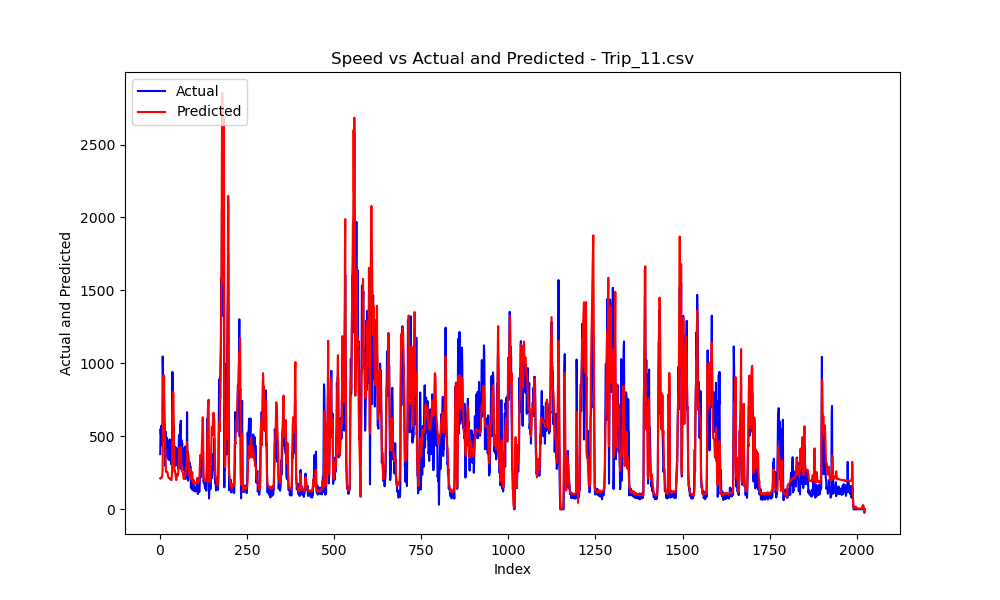 Speed vs Actual and Predicted - Trip_11.csv
Actual
Predicted
2500
2000
1500
1000
500
0
Actual and Predicted
0 250 500 750 1000 1250 1500 1750 2000
Index